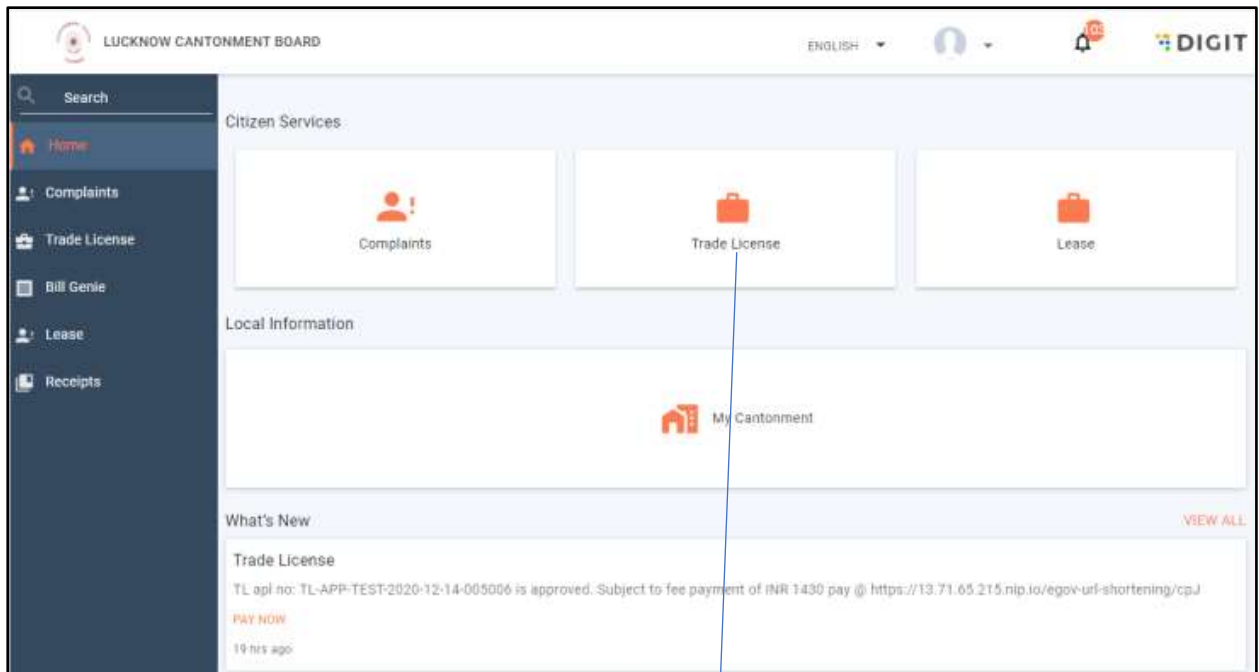 LUCKNOW CANTONMENT BOARD
ENGLISH
103
DIGIT
Search
Home
Complaints
Trade License
Bill Genie
Lease
Receipts
Citizen Services
Complaints
Trade License
Lease
Local Information
My Cantonment
What's New
VIEW ALL
Trade License
TL apl no: TL-APP-TEST-2020-12-14-005006 is approved. Subject to fee payment of INR 1430 pay @ https://13.71.65.215.nip.io/egov-url-shortening/cpJ
PAY NOW
19 hrs ago